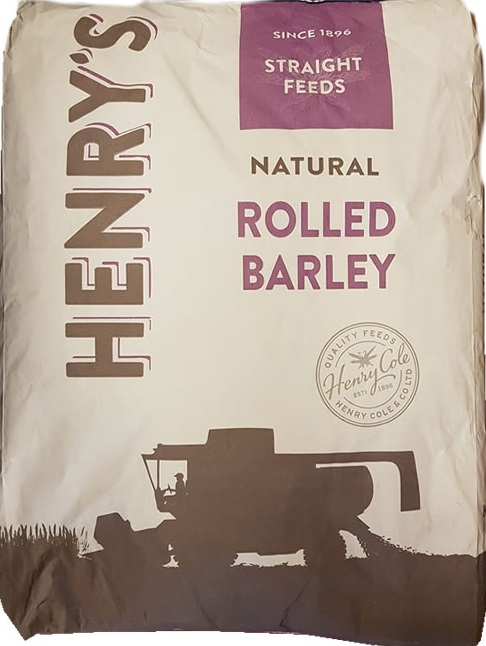 HENRY'S
SINCE 1896
STRAIGHT
FEEDS
NATURAL
ROLLED
BARLEY
QUALITY FEEDS
Henry Cole
ESTD 1896
HENRY COLE & CO LTD